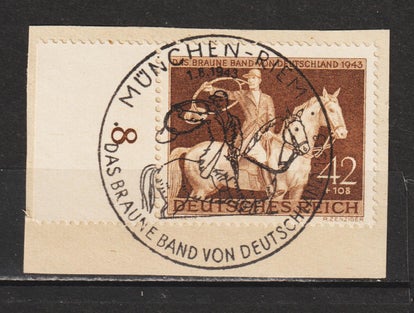 MÜNCHEN-RIEM
1.8.1943
DAS BRAUNE BAND VON DEUTSCHLAND 1943
.8
42
+108
DEUTSCHES REICH
R.ZENZIGER
DAS BRAUNE BAND VON DEUTSCHLAND